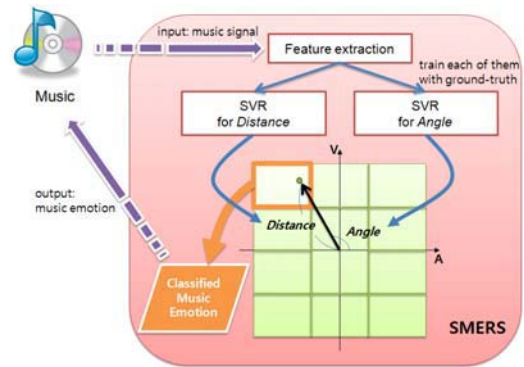 input: music signal
Feature extraction
train each of them
with ground-truth
Music
SVR
for Distance
SVR
for Angle
V
output:
music emotion
Distance
Angle
A
Classified
Music
Emotion
SMERS